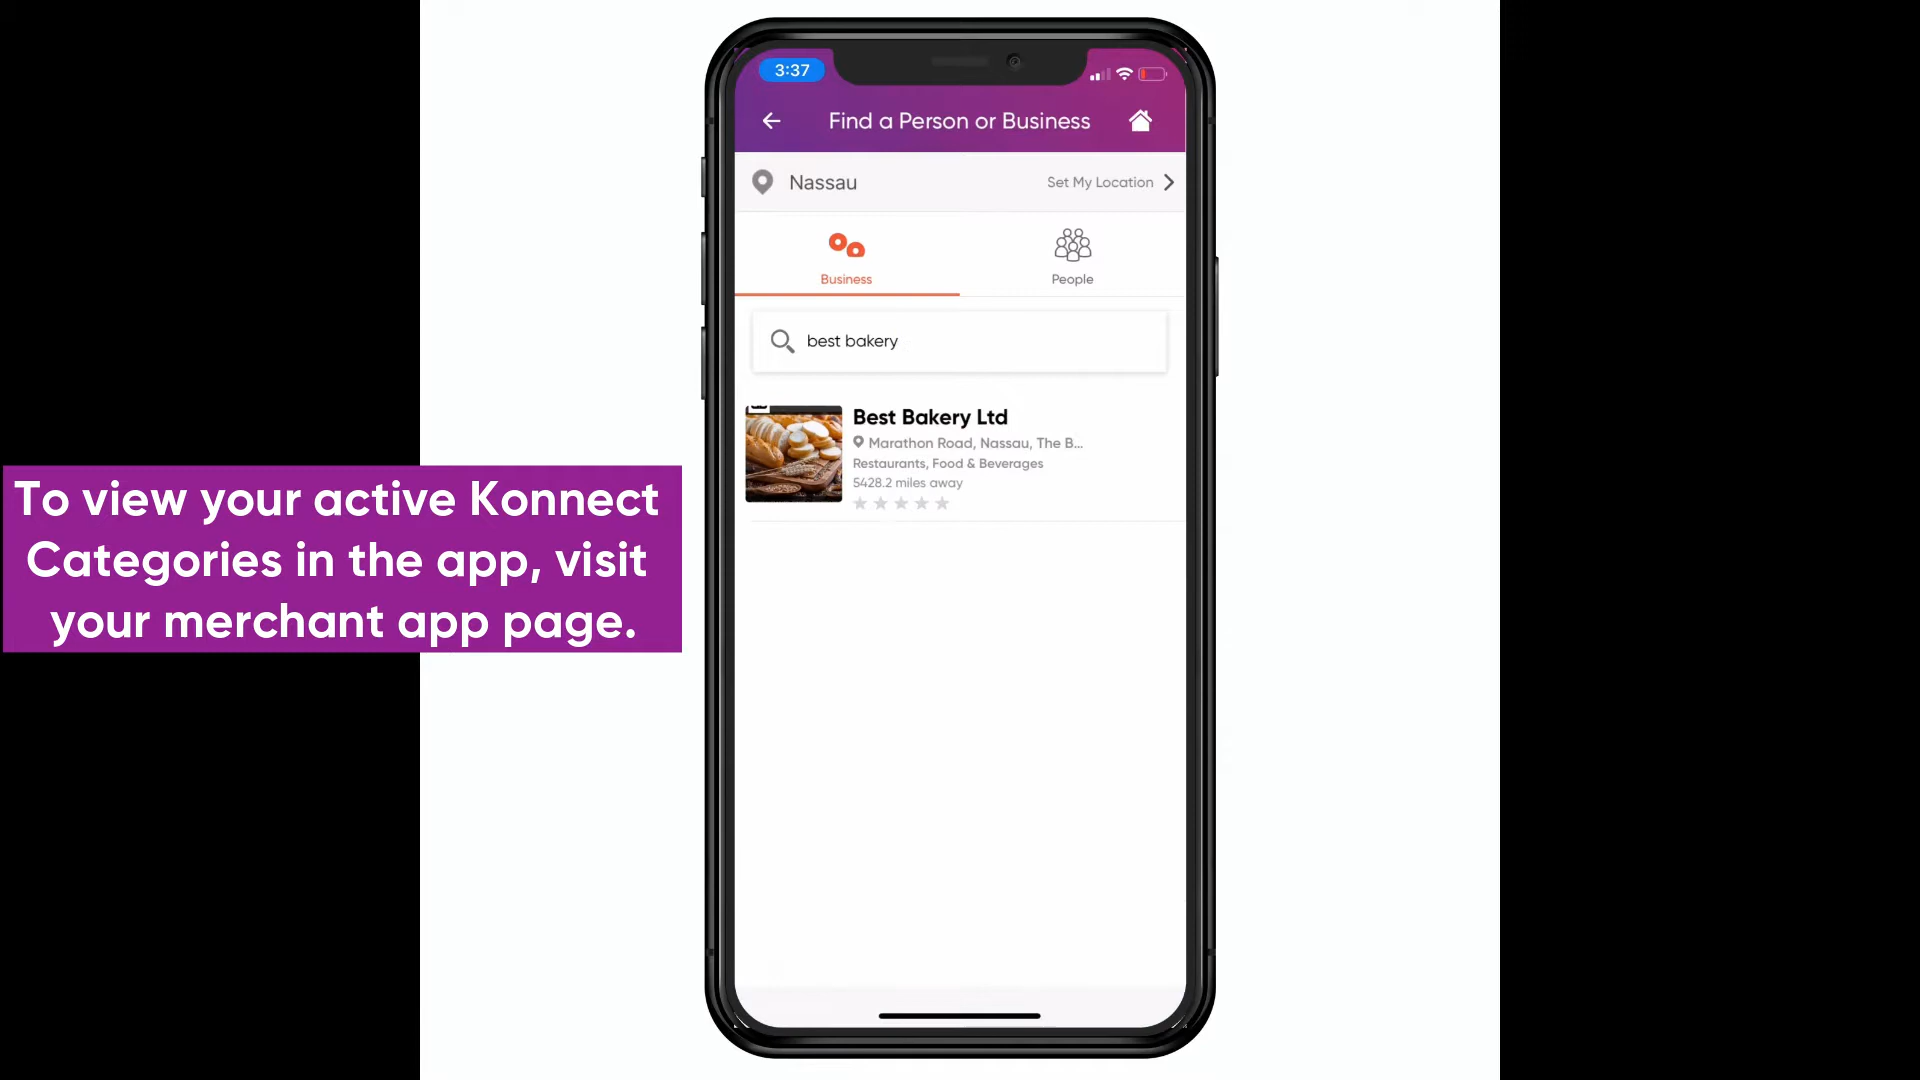 3:37
Find a Person or Business
Nassau
Set My Location
Business
People
best bakery
Best Bakery Ltd
Marathon Road, Nassau, The B...
Restaurants, Food & Beverages
5428.2 miles away
To view your active Konnect
Categories in the app, visit
your merchant app page.